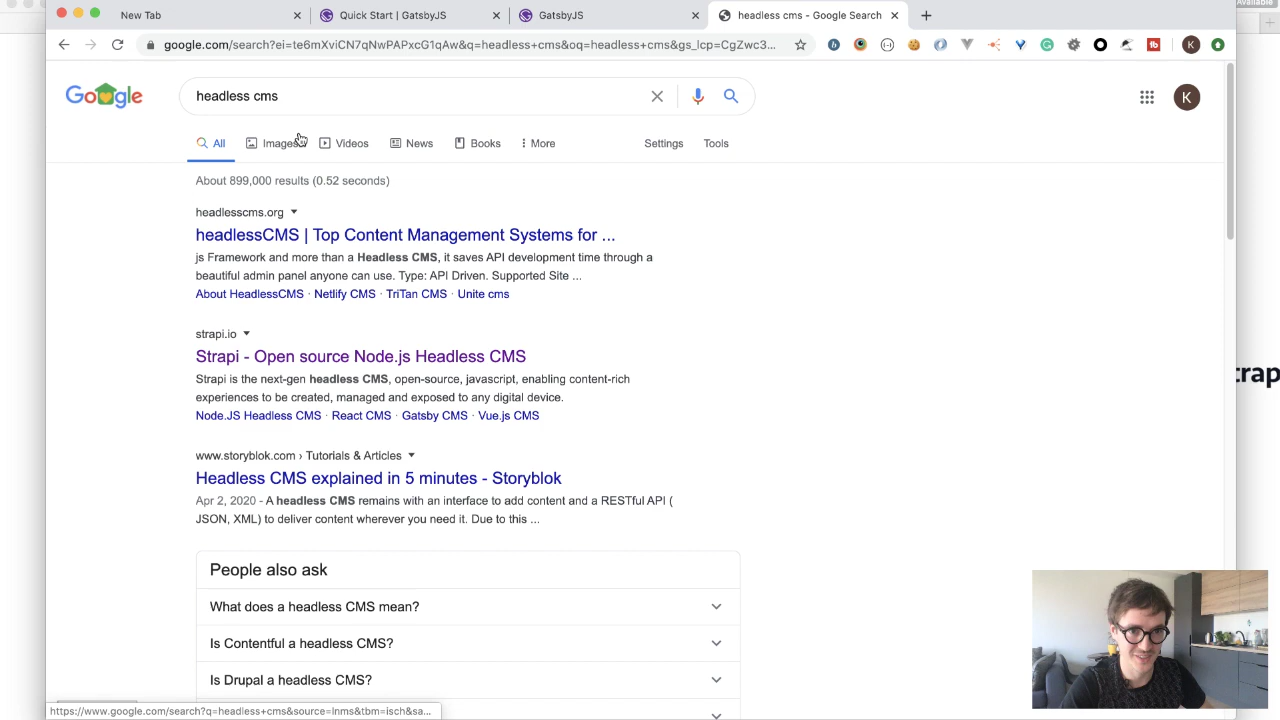 Available
New Tab
Quick Start | GatsbyJS
GatsbyJS
headless cms - Google Search
google.com/search?ei=te6mXviCN7qNwPAPxcG1qAw&q=headless+cms&oq=headless+cms&gs_lcp=CgZwc3...
Google
headless cms
K
All
Images
Videos
News
Books
More
Settings
Tools
About 899,000 results (0.52 seconds)
headlesscms.org
headlessCMS | Top Content Management Systems for ...
js Framework and more than a Headless CMS, it saves API development time through a
beautiful admin panel anyone can use. Type: API Driven. Supported Site ...
About HeadlessCMS · Netlify CMS · TriTan CMS · Unite cms
strapi.io
Strapi - Open source Node.js Headless CMS
Strapi is the next-gen headless CMS, open-source, javascript, enabling content-rich
experiences to be created, managed and exposed to any digital device.
Node.JS Headless CMS · React CMS · Gatsby CMS · Vue.js CMS
trap
www.storyblok.com › Tutorials & Articles
Headless CMS explained in 5 minutes - Storyblok
Apr 2, 2020 - A headless CMS remains with an interface to add content and a RESTful API (
JSON, XML) to deliver content wherever you need it. Due to this ...
People also ask
What does a headless CMS mean?
Is Contentful a headless CMS?
Is Drupal a headless CMS?
https://www.google.com/search?q=headless+cms&source=lnms&tbm=isch&sa...